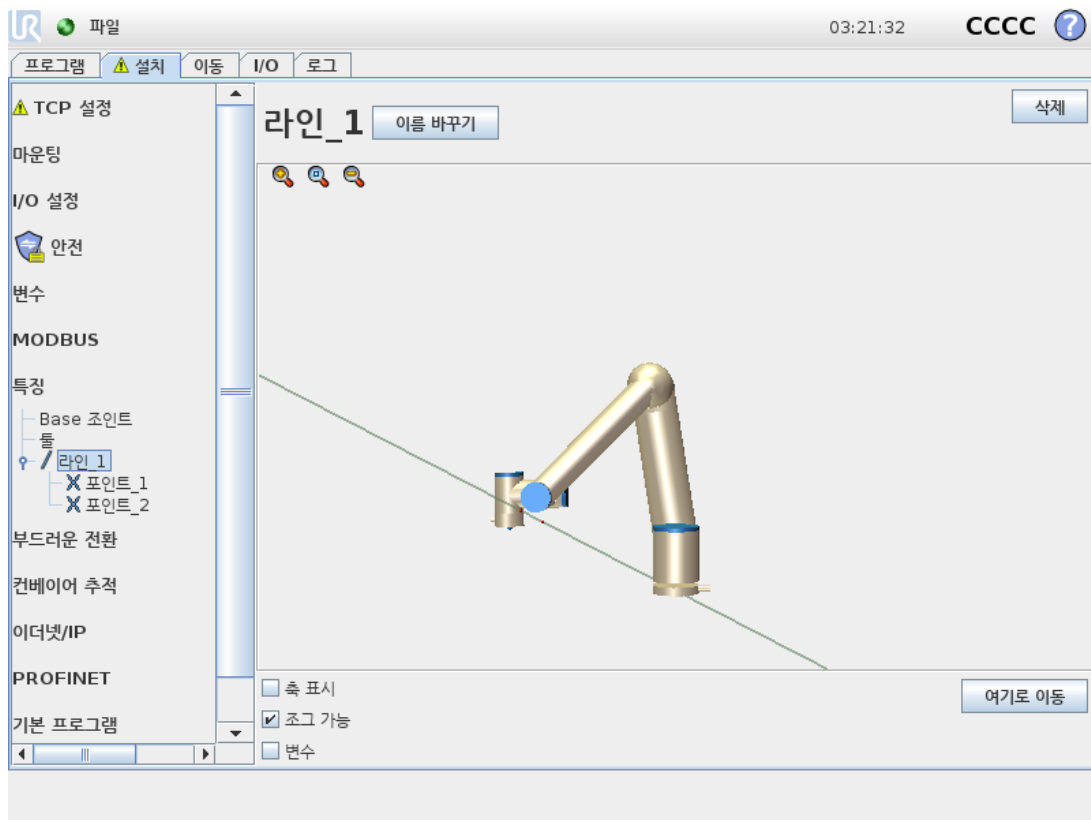 UR 파일 03:21:32 CCCC ?
프로그램 설치 이동 I/O 로그
TCP 설정
마운팅
I/O 설정
안전
변수
MODBUS
특징
Base 조인트
툴
라인_1
포인트_1
포인트_2
부드러운 전환
컨베이어 추적
이더넷/IP
PROFINET
기본 프로그램
라인_1 이름 바꾸기 삭제
축 표시
조그 가능
변수
여기로 이동